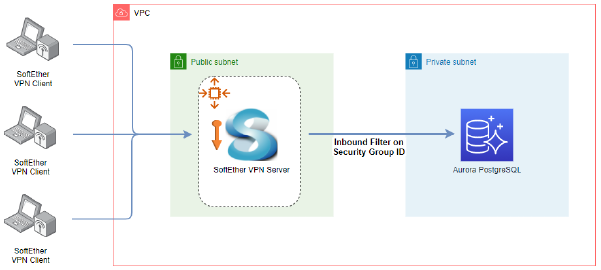 VPC
SoftEther
VPN Client
SoftEther
VPN Client
SoftEther
VPN Client
Public subnet
SoftEther VPN Server
Inbound Filter on
Security Group ID
Private subnet
Aurora PostgreSQL